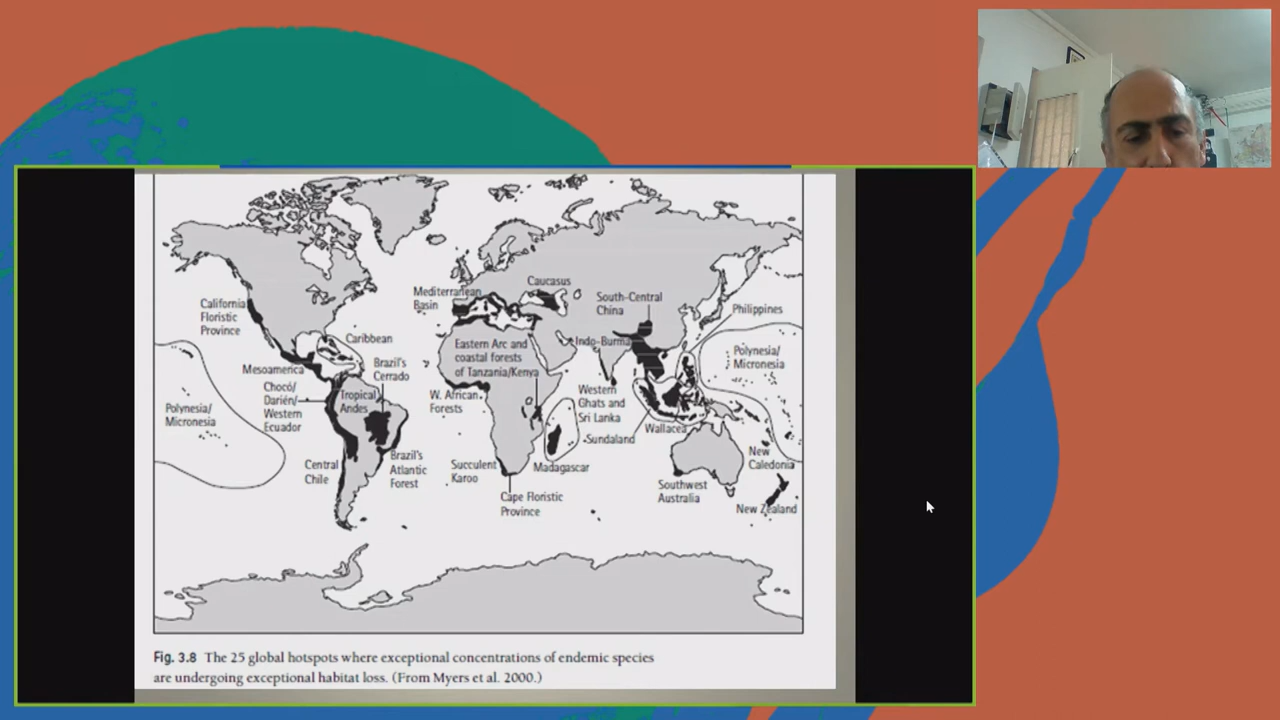 Caucasus
Mediterranean
Basin
South-Central
China
California
Floristic
Province
Philippines
Caribbean
Eastern Arc and
coastal forests
of Tanzania/Kenya
Indo-Burma
Polynesia/
Micronesia
Mesoamerica
Brazil's
Cerrado
Chocó/
Darién/
Western
Ecuador
Tropical
Andes
W. African
Forests
Western
Ghats and
Sri Lanka
Polynesia/
Micronesia
Wallacea
Sundaland
Central
Chile
Brazil's
Atlantic
Forest
Succulent
Karoo
Madagascar
New
Caledonia
Southwest
Australia
Cape Floristic
Province
New Zealand
Fig. 3.8 The 25 global hotspots where exceptional concentrations of endemic species
are undergoing exceptional habitat loss. (From Myers et al. 2000.)